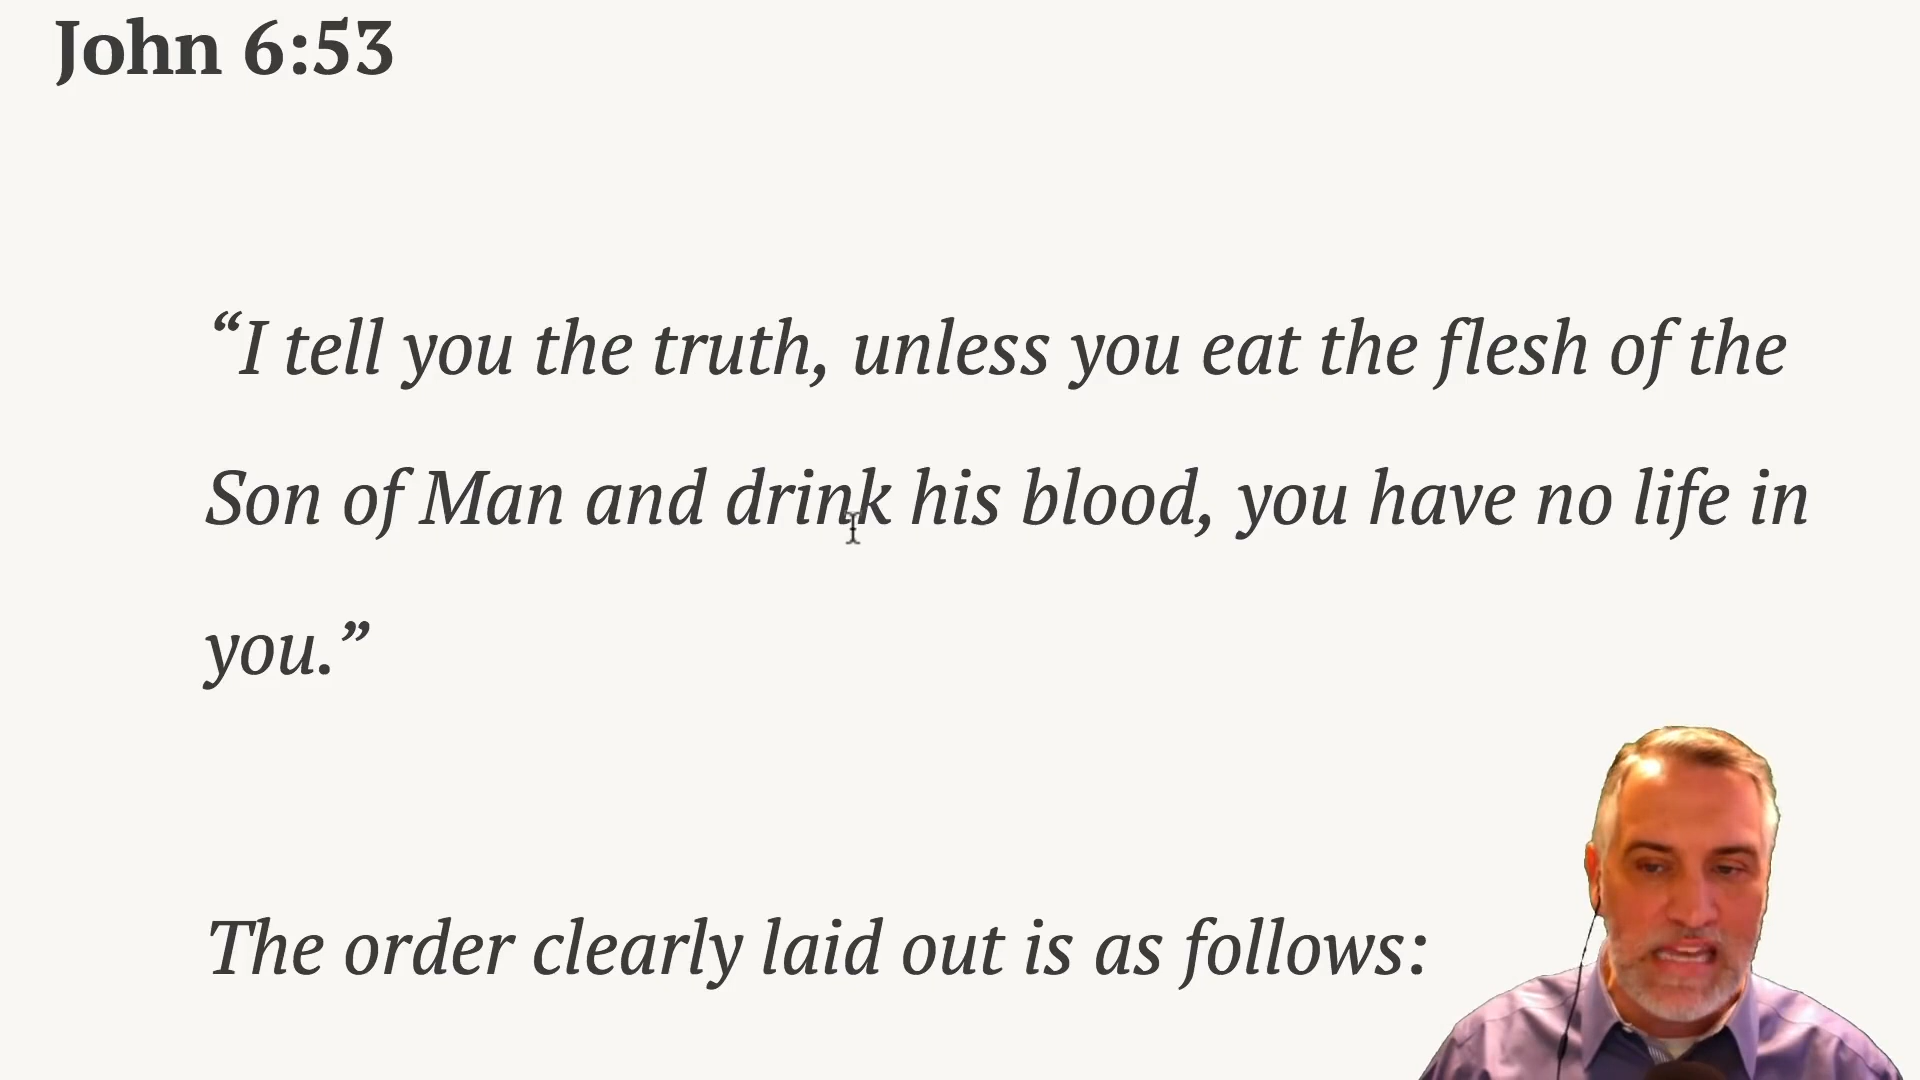 John 6:53
“I tell you the truth, unless you eat the flesh of the
Son of Man and drink his blood, you have no life in
you.”
The order clearly laid out is as follows: